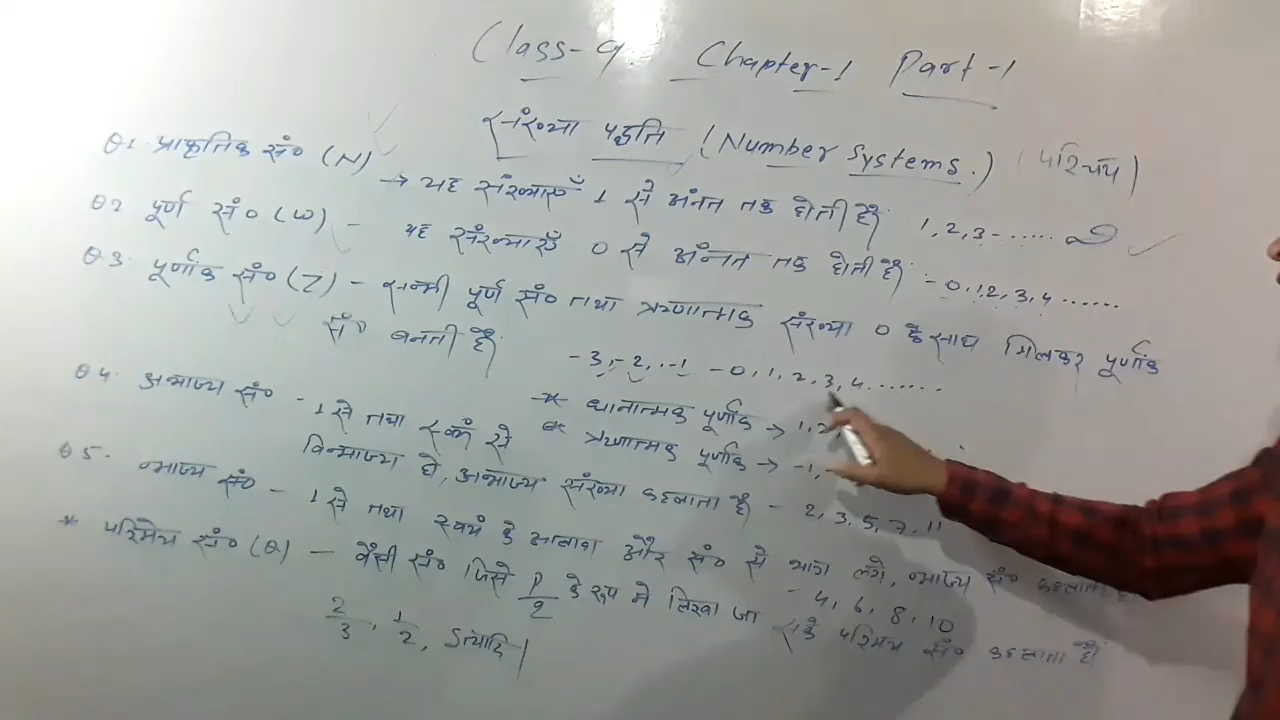 Class-9 Chapter-1 Part-1
संख्या पद्धति (Number Systems.) (परिचय)
Q1. प्राकृतिक सं० (N) → यह संख्याएँ 1 से अंनत तक होती है 1, 2, 3 - ...... ∞
Q2 पूर्ण सं० (W) - यह संख्याएँ 0 से अंनत तक होती है - 0, 1, 2, 3, 4 ......
Q3. पूर्णांक सं० (Z) - सभी पूर्ण सं० तथा ऋणात्मक संख्या 0 के साथ मिलकर पूर्णांक
सं० बनती है -3, -2, -1 - 0, 1, 2, 3, 4 .......
* धानात्मक पूर्णांक → 1, 2,
ऋणात्मक पूर्णांक → -1, -
Q4. अभाज्य सं० - 1 से तथा से
विभाज्य हो, अभाज्य संख्या कहलाता है - 2, 3, 5, 7, 11
Q5. भाज्य सं० - 1 से तथा स्वयं के अलावा और सं० से भाग लगे, भाज्य सं० कहलाता है
- 4, 6, 8, 10
* परिमेय सं० (Q) - वैसी सं० जिसे P/2 के रूप मे लिखा जा सके परिमेय सं० कहलाता है
2/3, 1/2, इत्यादि|